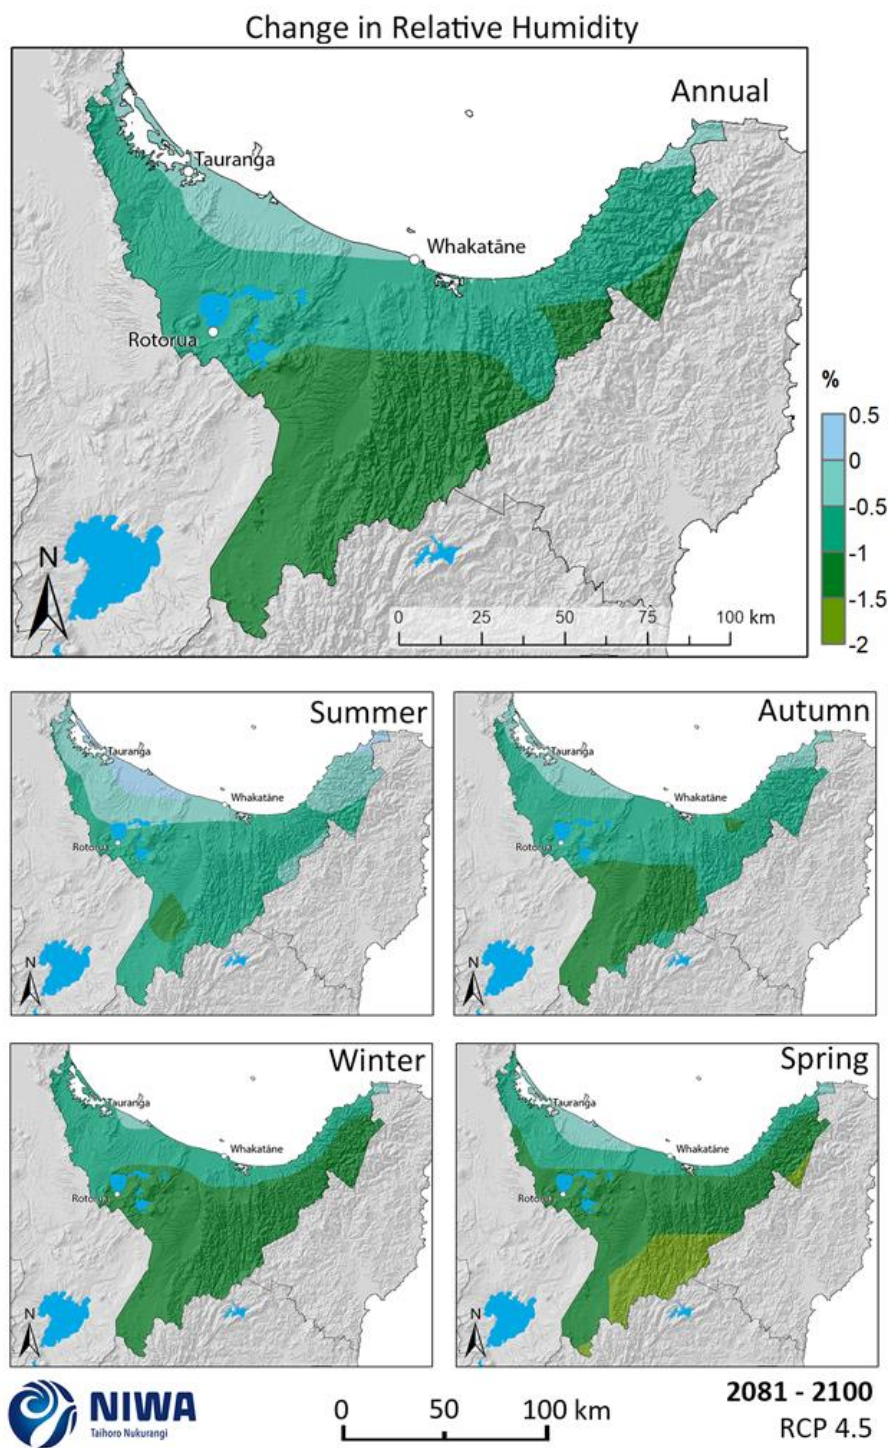 Change in Relative Humidity
Annual
Tauranga
Whakatāne
Rotorua
%
0.5
0
-0.5
-1
-1.5
-2
N
0 25 50 75 100 km
Summer
Tauranga
Whakatāne
Rotorua
N
Autumn
Tauranga
Whakatāne
Rotorua
N
Winter
Tauranga
Whakatāne
Rotorua
N
Spring
Tauranga
Whakatāne
Rotorua
N
NIWA
Taihoro Nukurangi
0 50 100 km
2081 - 2100
RCP 4.5